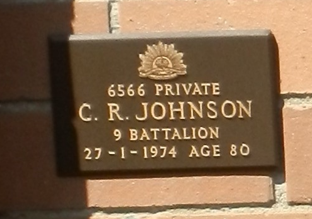 6566 PRIVATE
C. R. JOHNSON
9 BATTALION
27-1-1974 AGE 80